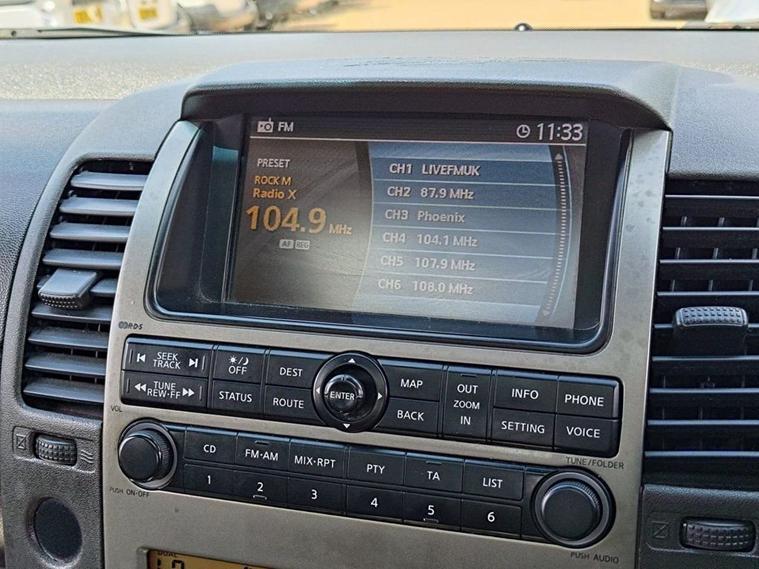 FM 11:33
PRESET
ROCK M
Radio X
104.9 MHz
AF REG
CH1 LIVEFMUK
CH2 87.9 MHz
CH3 Phoenix
CH4 104.1 MHz
CH5 107.9 MHz
CH6 108.0 MHz
RDS
SEEK
TRACK
OFF
DEST
MAP
OUT
ZOOM
IN
INFO
PHONE
TUNE
REW·FF
STATUS
ROUTE
ENTER
BACK
SETTING
VOICE
VOL
TUNE/FOLDER
CD
FM·AM
MIX·RPT
PTY
TA
LIST
1
2
3
4
5
6
PUSH ON·OFF
PUSH AUDIO
DUAL